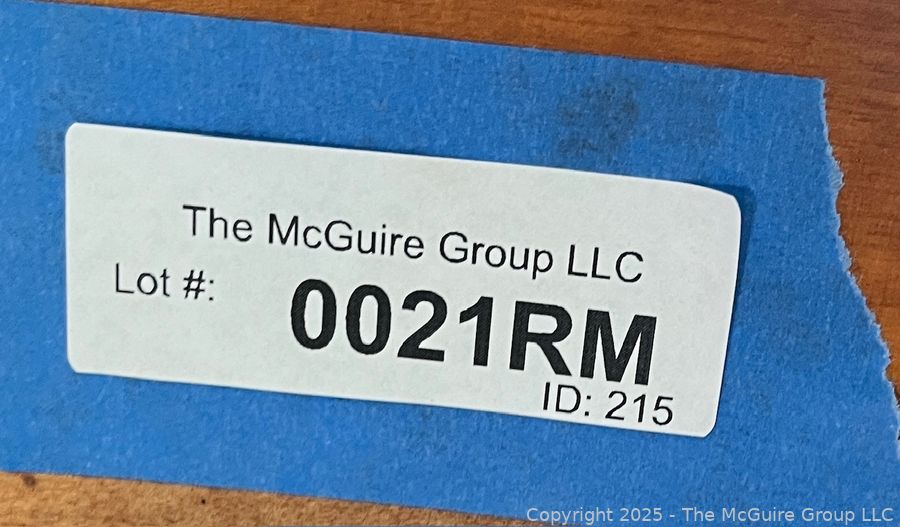 The McGuire Group LLC
Lot #: 0021RM
ID: 215
Copyright 2025 - The McGuire Group LLC